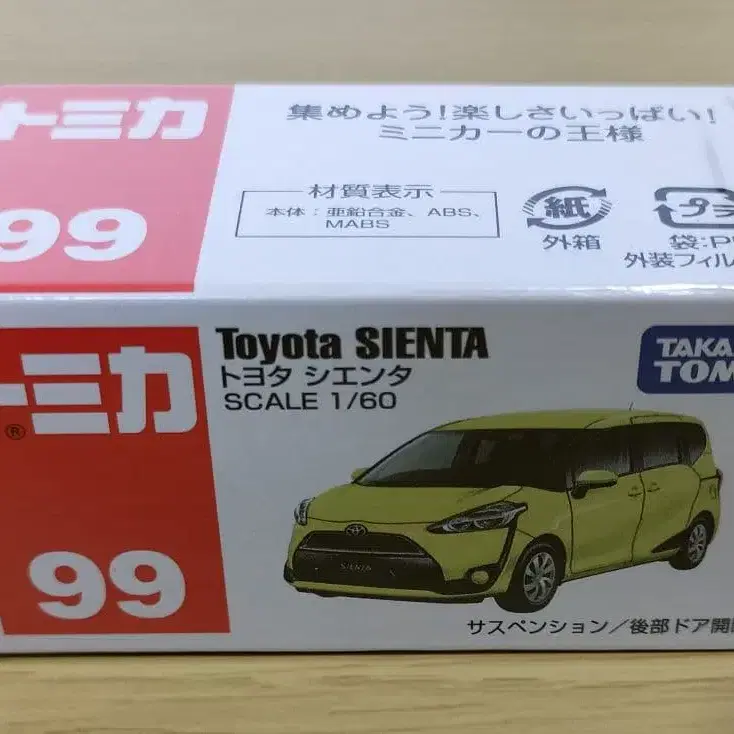 トミカ
99
集めよう!楽しさいっぱい!
ミニカーの王様
材質表示
本体:亜鉛合金、ABS、
MABS
紙
外箱
プラ
袋:P
外装フィル
トミカ
®
99
Toyota SIENTA
トヨタ シエンタ
SCALE 1/60
TAKA
TOM
SIENTA
サスペンション/後部ドア開